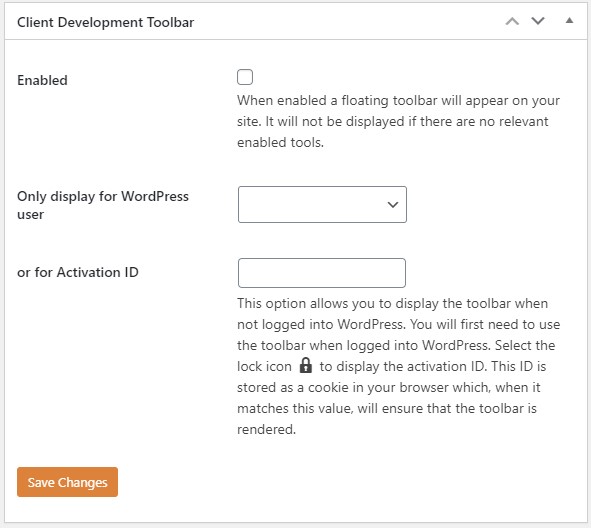 Client Development Toolbar
Enabled
When enabled a floating toolbar will appear on your
site. It will not be displayed if there are no relevant
enabled tools.
Only display for WordPress
user
or for Activation ID
This option allows you to display the toolbar when
not logged into WordPress. You will first need to use
the toolbar when logged into WordPress. Select the
lock icon to display the activation ID. This ID is
stored as a cookie in your browser which, when it
matches this value, will ensure that the toolbar is
rendered.
Save Changes